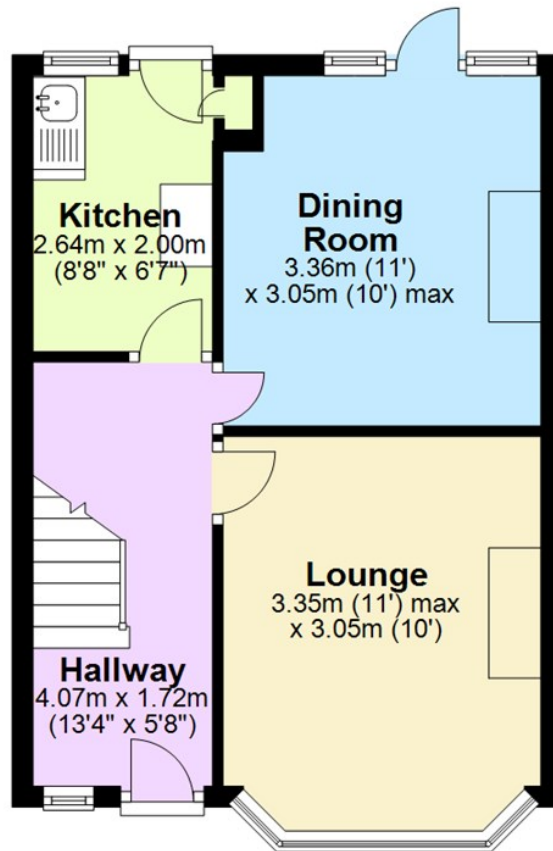 Kitchen
2.64m x 2.00m
(8'8" x 6'7")
Dining
Room
3.36m (11')
x 3.05m (10') max
Lounge
3.35m (11') max
x 3.05m (10')
Hallway
4.07m x 1.72m
(13'4" x 5'8")